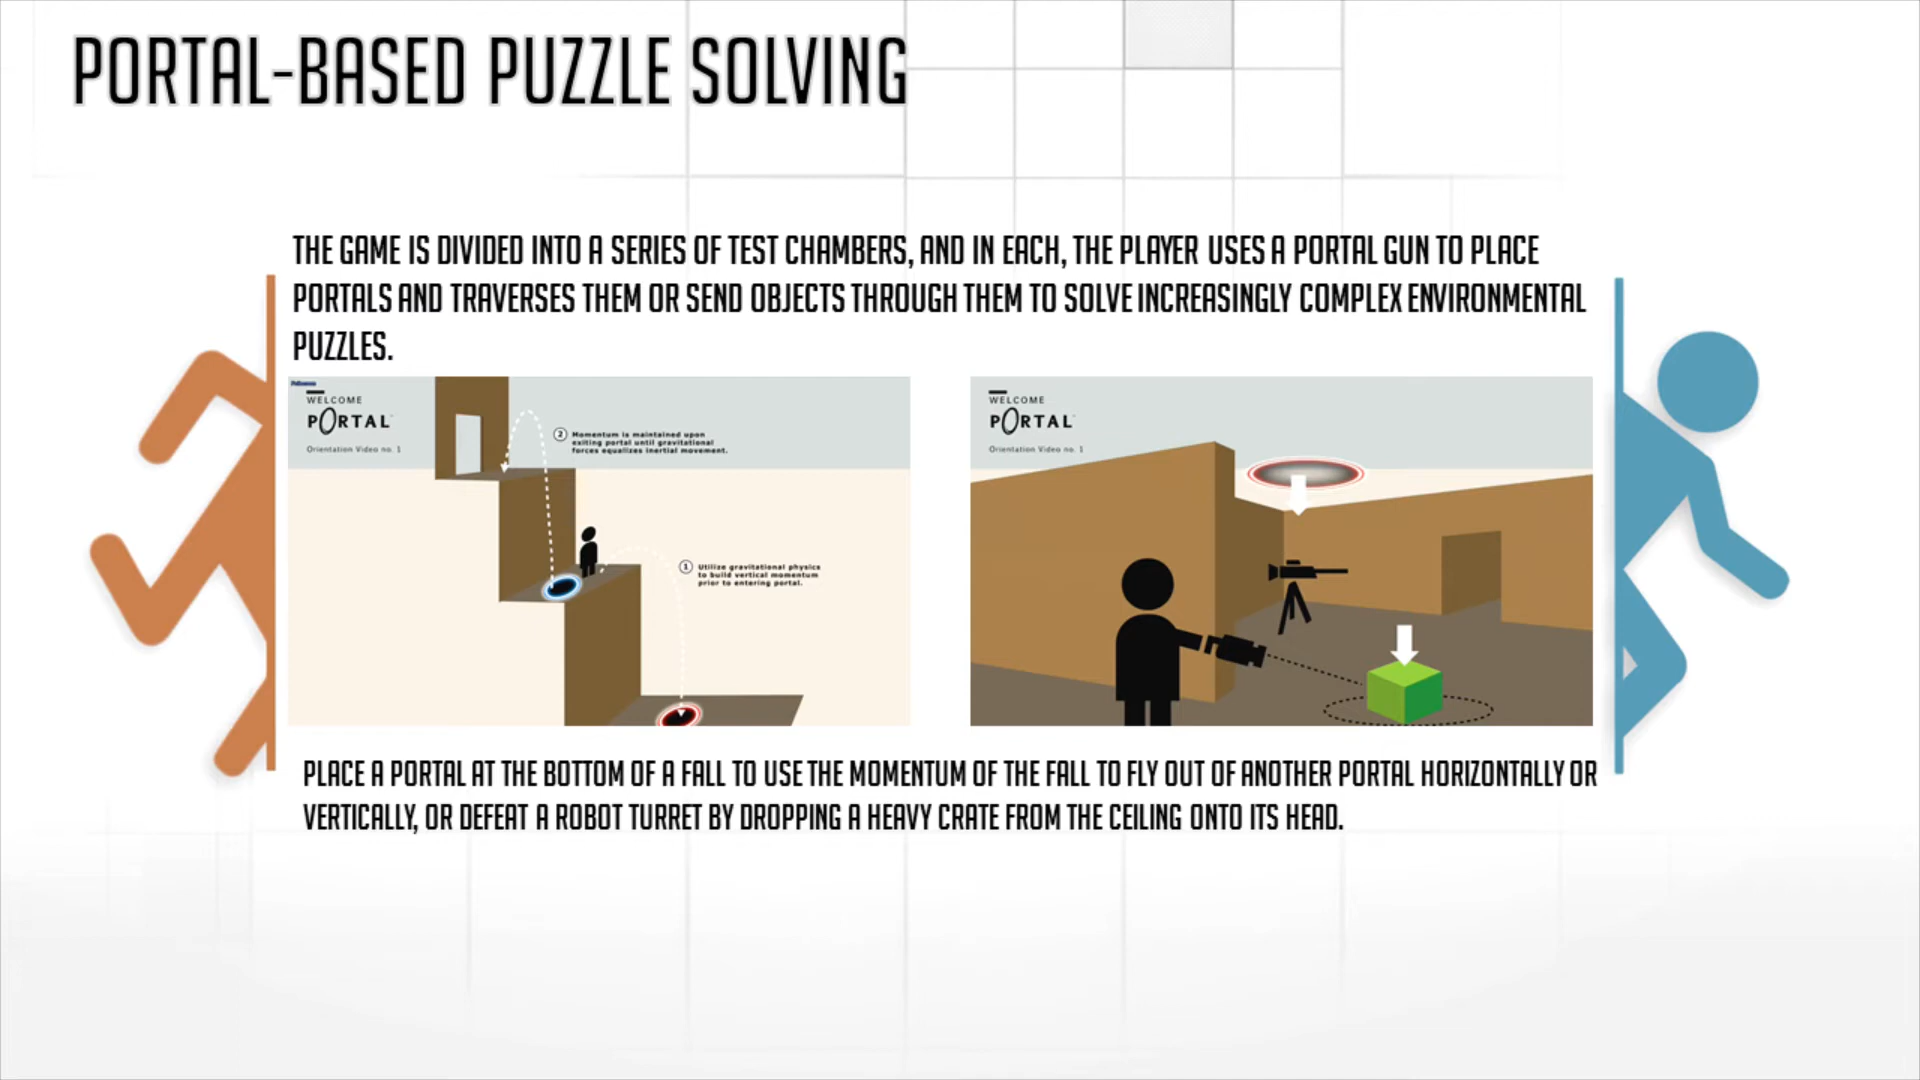 PORTAL-BASED PUZZLE SOLVING
THE GAME IS DIVIDED INTO A SERIES OF TEST CHAMBERS, AND IN EACH, THE PLAYER USES A PORTAL GUN TO PLACE
PORTALS AND TRAVERSES THEM OR SEND OBJECTS THROUGH THEM TO SOLVE INCREASINGLY COMPLEX ENVIRONMENTAL
PUZZLES.
WELCOME
PORTAL
Orientation Video no. 1
2 Momentum is maintained upon
exiting portal until gravitational
forces equalizes inertial movement.
1 Utilize gravitational physics
to build vertical momentum
prior to entering portal.
WELCOME
PORTAL
Orientation Video no. 1
PLACE A PORTAL AT THE BOTTOM OF A FALL TO USE THE MOMENTUM OF THE FALL TO FLY OUT OF ANOTHER PORTAL HORIZONTALLY OR
VERTICALLY, OR DEFEAT A ROBOT TURRET BY DROPPING A HEAVY CRATE FROM THE CEILING ONTO ITS HEAD.